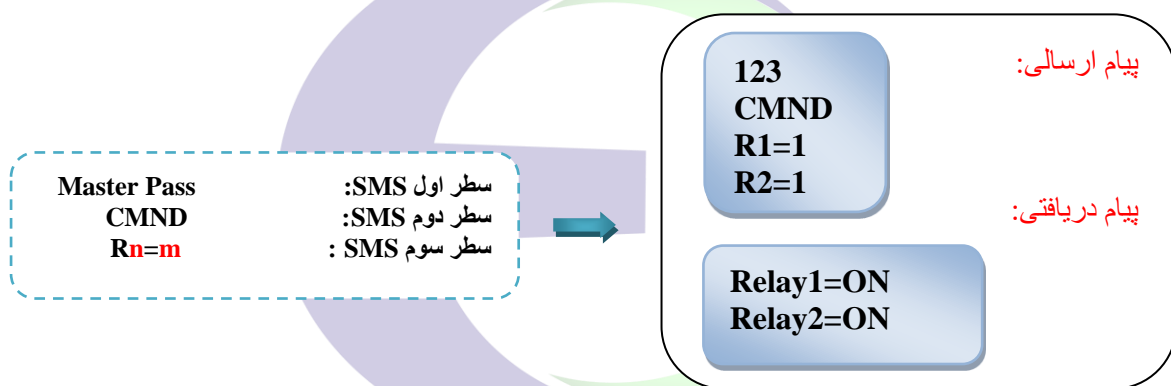 سطر اول SMS: Master Pass
سطر دوم SMS: CMND
سطر سوم SMS : Rn=m
پیام ارسالی:
123
CMND
R1=1
R2=1
پیام دریافتی:
Relay1=ON
Relay2=ON